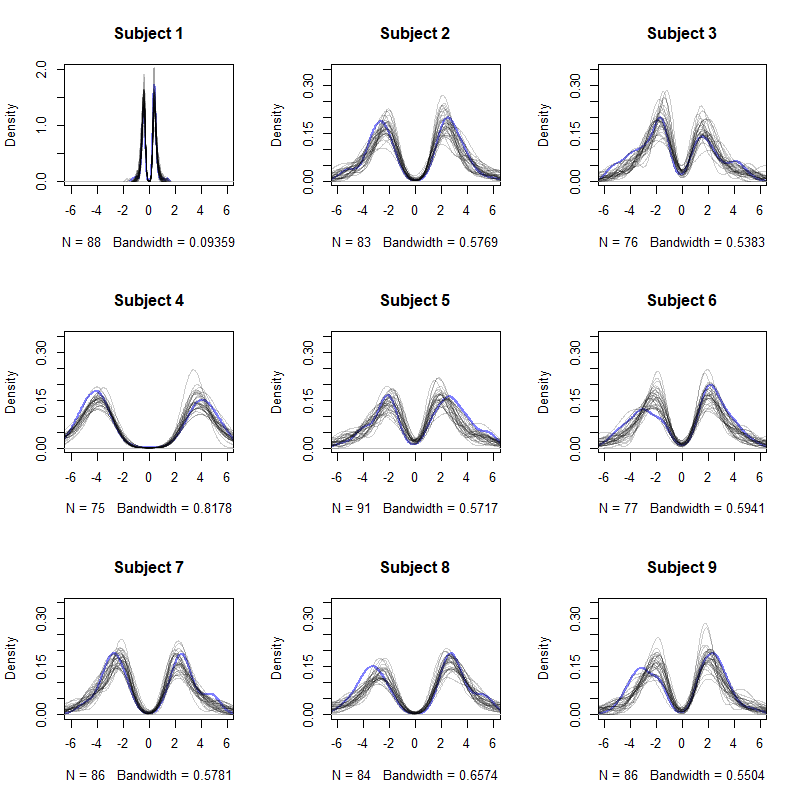 Subject 1
Density
0.0 1.0 2.0
-6 -4 -2 0 2 4 6
N = 88 Bandwidth = 0.09359
Subject 2
Density
0.00 0.15 0.30
-6 -4 -2 0 2 4 6
N = 83 Bandwidth = 0.5769
Subject 3
Density
0.00 0.15 0.30
-6 -4 -2 0 2 4 6
N = 76 Bandwidth = 0.5383
Subject 4
Density
0.00 0.15 0.30
-6 -4 -2 0 2 4 6
N = 75 Bandwidth = 0.8178
Subject 5
Density
0.00 0.15 0.30
-6 -4 -2 0 2 4 6
N = 91 Bandwidth = 0.5717
Subject 6
Density
0.00 0.15 0.30
-6 -4 -2 0 2 4 6
N = 77 Bandwidth = 0.5941
Subject 7
Density
0.00 0.15 0.30
-6 -4 -2 0 2 4 6
N = 86 Bandwidth = 0.5781
Subject 8
Density
0.00 0.15 0.30
-6 -4 -2 0 2 4 6
N = 84 Bandwidth = 0.6574
Subject 9
Density
0.00 0.15 0.30
-6 -4 -2 0 2 4 6
N = 86 Bandwidth = 0.5504